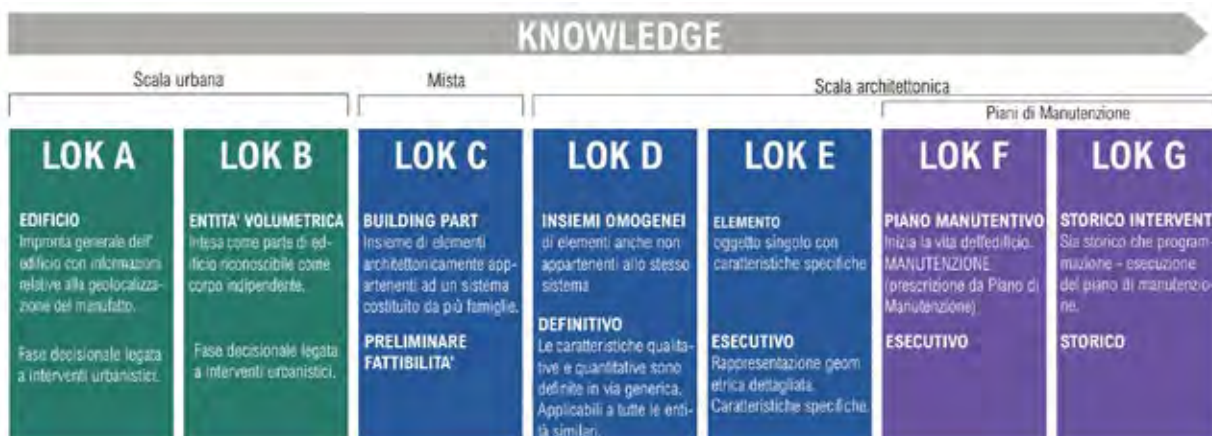 KNOWLEDGE
Scala urbana
Mista
Scala architettonica
Piani di Manutenzione
LOK A
EDIFICIO
Impronta generale dell'
edificio con informazioni
relative alla geolocalizza-
zione del manufatto.
Fase decisionale legata
a interventi urbanistici.
LOK B
ENTITA' VOLUMETRICA
Intesa come parte di ed-
ificio riconoscibile come
corpo indipendente.
Fase decisionale legata
a interventi urbanistici.
LOK C
BUILDING PART
Insieme di elementi
architettonicamente app-
artenenti ad un sistema
costituito da più famiglie.
PRELIMINARE
FATTIBILITA'
LOK D
INSIEMI OMOGENEI
di elementi anche non
appartenenti allo stesso
sistema
DEFINITIVO
Le caratteristiche qualita-
tive e quantitative sono
definite in via generica.
Applicabili a tutte le enti-
tà similari.
LOK E
ELEMENTO
oggetto singolo con
caratteristiche specifiche
ESECUTIVO
Rappresentazione geom
etrica dettagliata.
Caratteristiche specifiche.
LOK F
PIANO MANUTENTIVO
Inizia la vita dell'edificio.
MANUTENZIONE
(prescrizione da Piano di
Manutenzione)
ESECUTIVO
LOK G
STORICO INTERVENT
Sia storico che program-
mazione – esecuzione
del piano di manutenzio-
ne.
STORICO